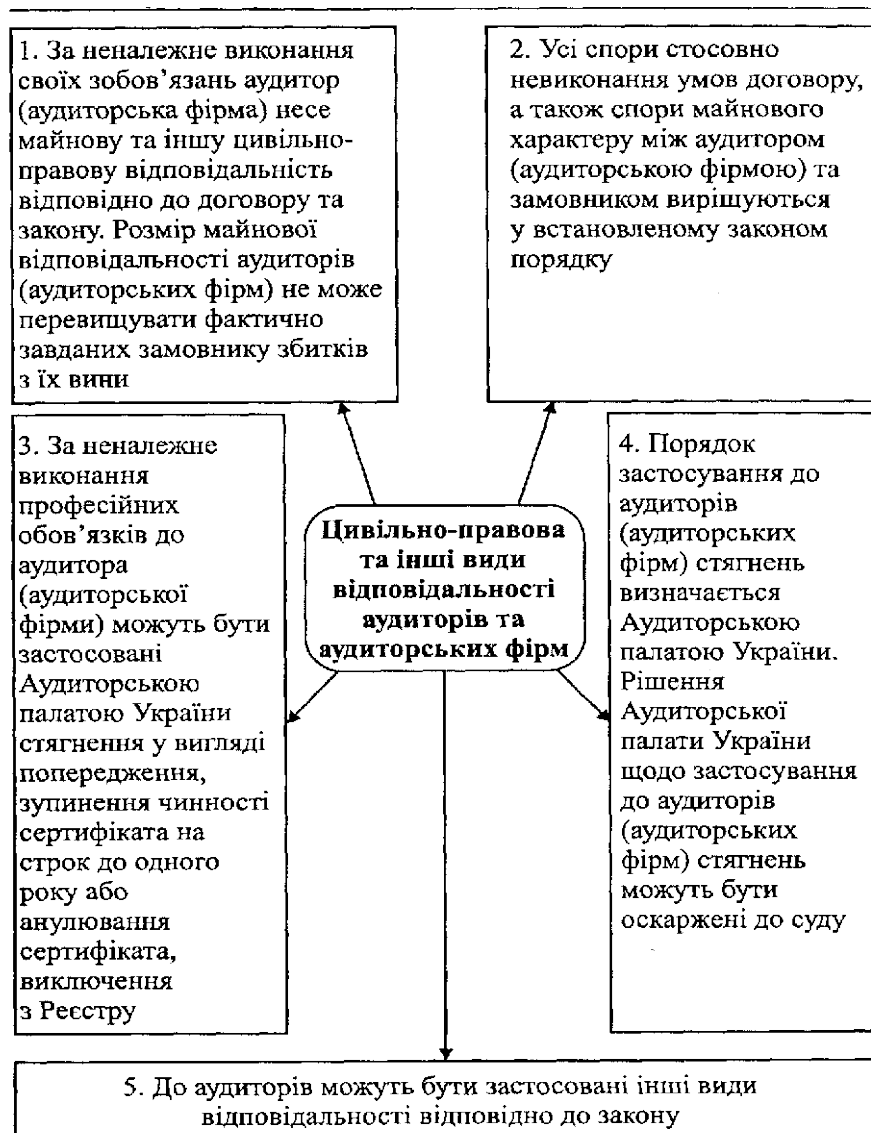 1. За неналежне виконання
своїх зобов’язань аудитор
(аудиторська фірма) несе
майнову та іншу цивільно-
правову відповідальність
відповідно до договору та
закону. Розмір майнової
відповідальності аудиторів
(аудиторських фірм) не може
перевищувати фактично
завданих замовнику збитків
з їх вини
2. Усі спори стосовно
невиконання умов договору,
а також спори майнового
характеру між аудитором
(аудиторською фірмою) та
замовником вирішуються
у встановленому законом
порядку
3. За неналежне
виконання
професійних
обов’язків до
аудитора
(аудиторської
фірми) можуть бути
застосовані
Аудиторською
палатою України
стягнення у вигляді
попередження,
зупинення чинності
сертифіката на
строк до одного
року або
анулювання
сертифіката,
виключення
з Реєстру
Цивільно-правова
та інші види
відповідальності
аудиторів та
аудиторських фірм
4. Порядок
застосування до
аудиторів
(аудиторських
фірм) стягнень
визначається
Аудиторською
палатою України.
Рішення
Аудиторської
палати України
щодо застосування
до аудиторів
(аудиторських
фірм) стягнень
можуть бути
оскаржені до суду
5. До аудиторів можуть бути застосовані інші види
відповідальності відповідно до закону